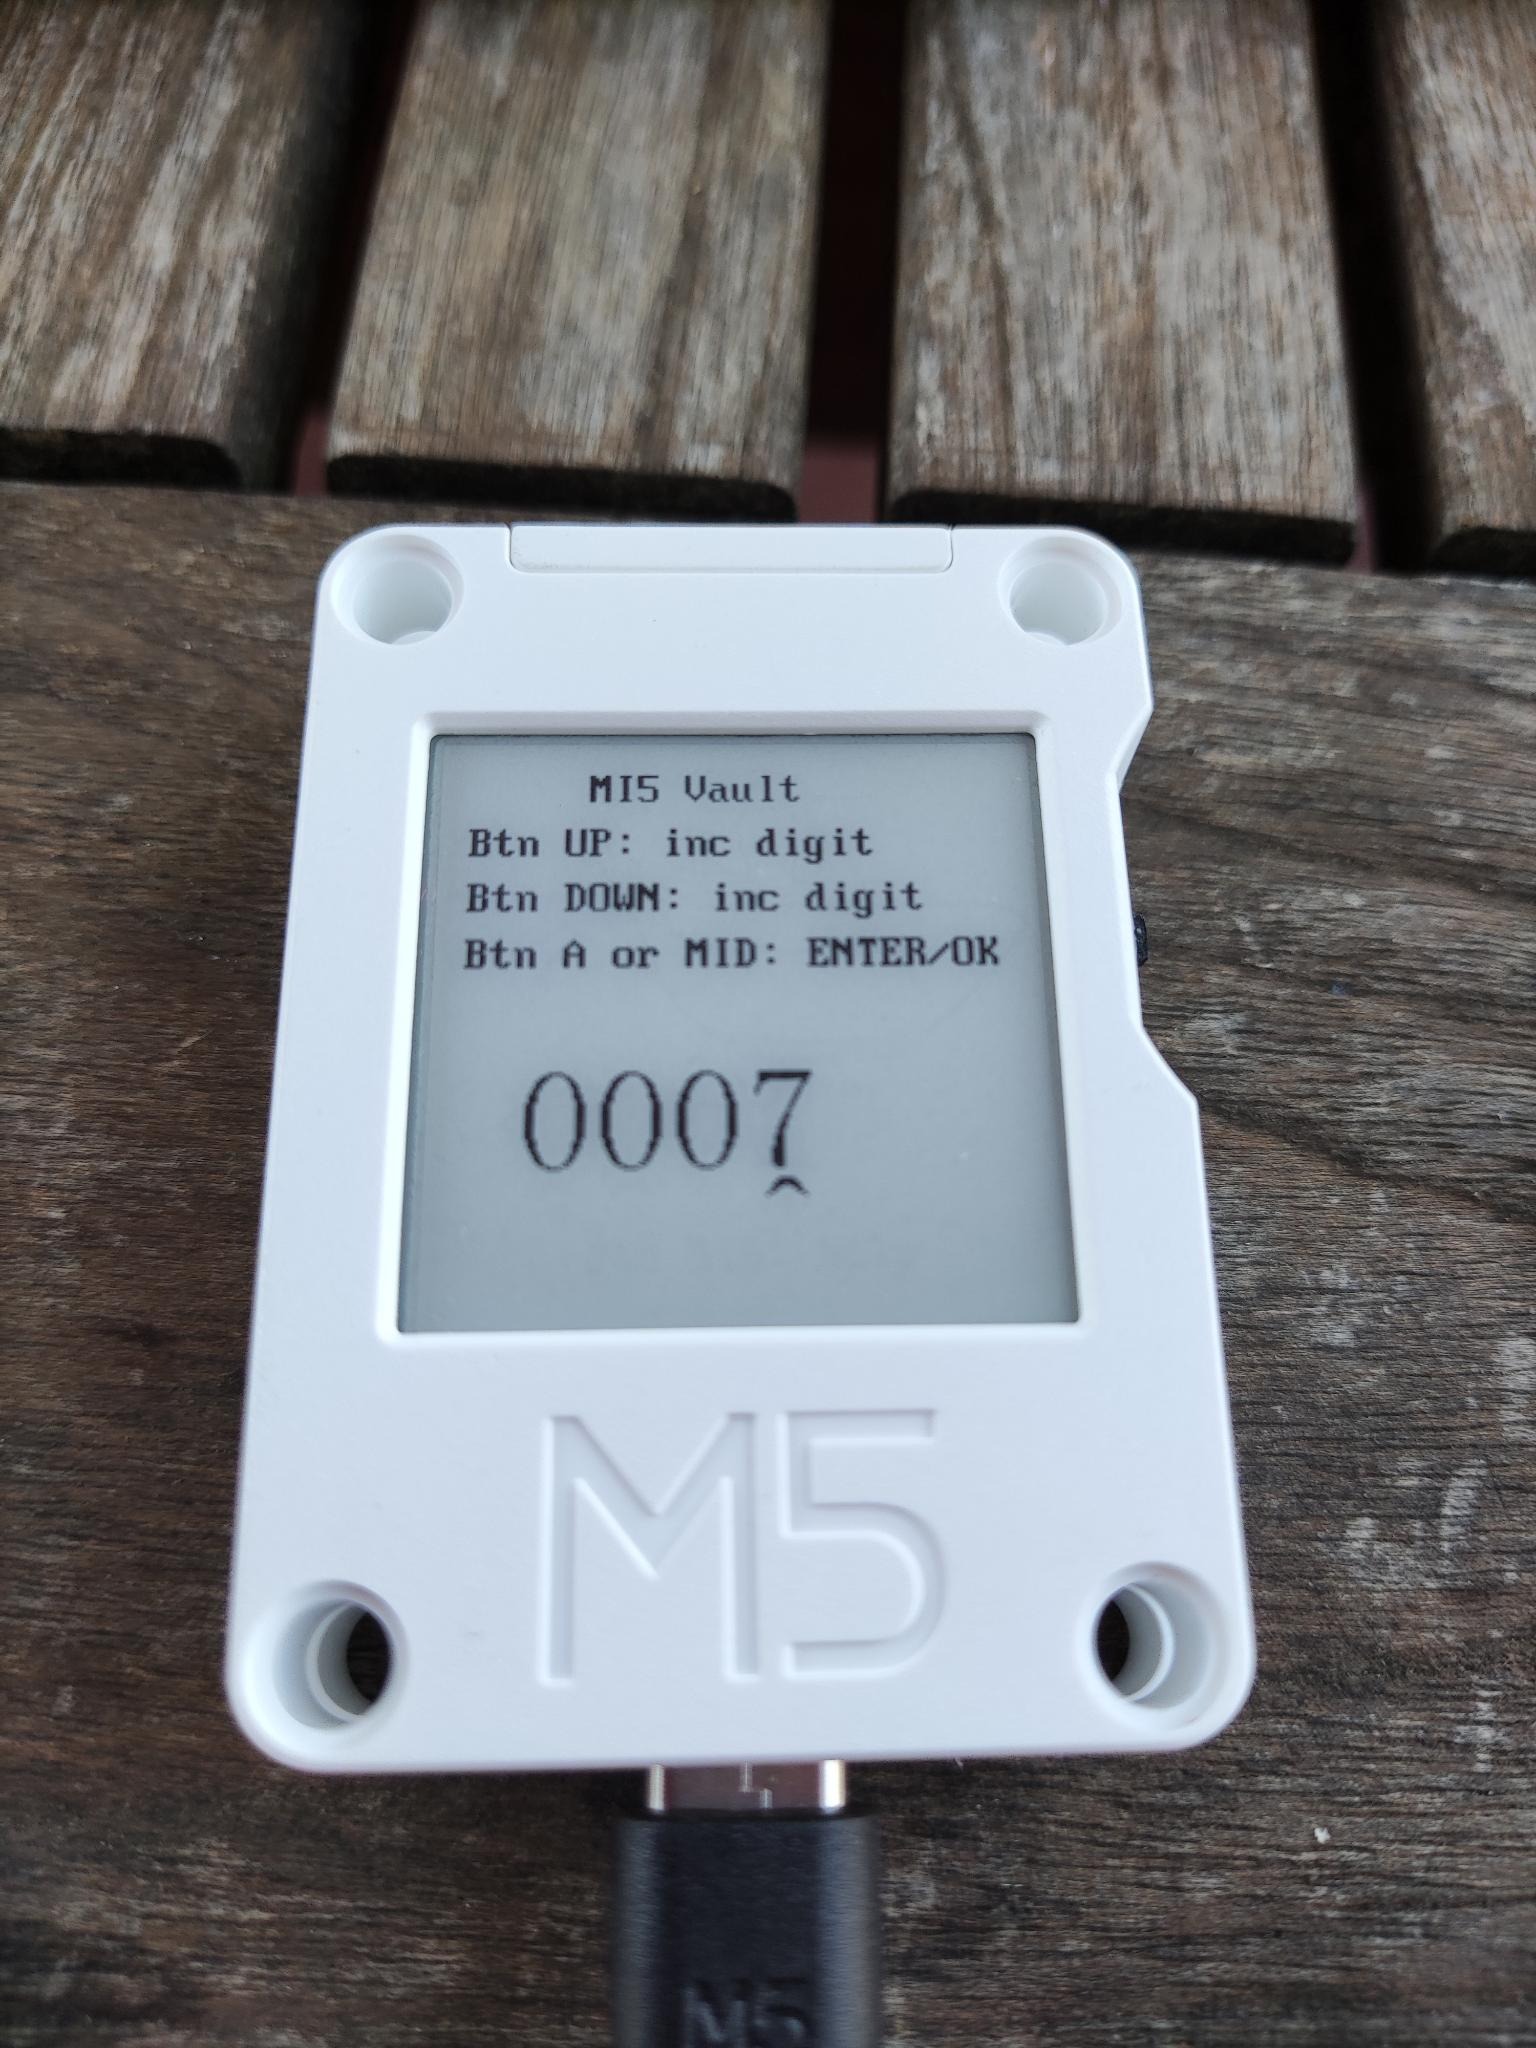 MI5 Vault
Btn UP: inc digit
Btn DOWN: inc digit
Btn A or MID: ENTER/OK
0007
^
M5
M5